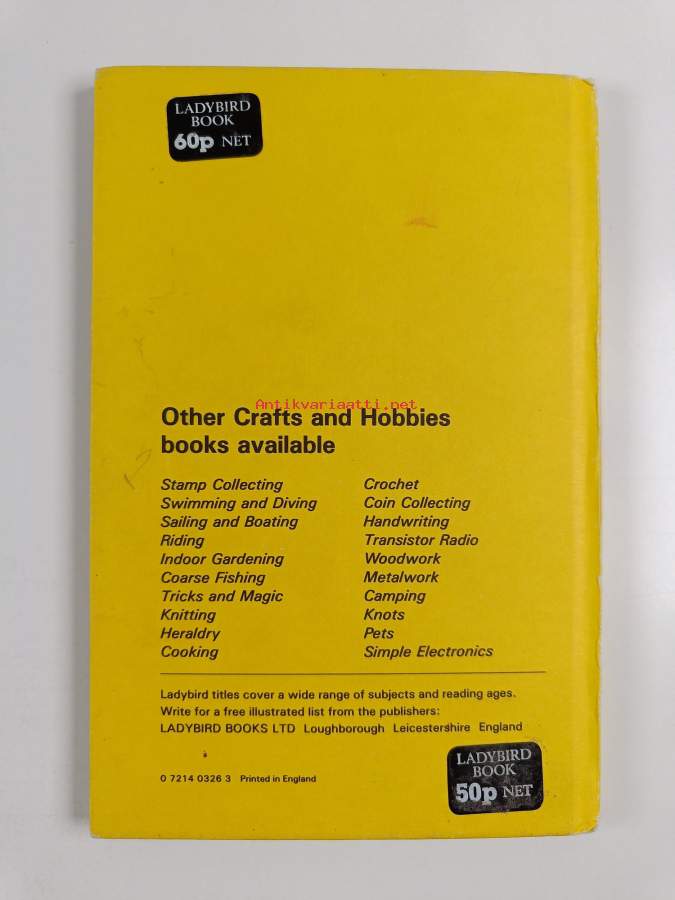 LADYBIRD
BOOK
60p NET
Antikvariaatti.net
Other Crafts and Hobbies
books available
Stamp Collecting
Swimming and Diving
Sailing and Boating
Riding
Indoor Gardening
Coarse Fishing
Tricks and Magic
Knitting
Heraldry
Cooking
Crochet
Coin Collecting
Handwriting
Transistor Radio
Woodwork
Metalwork
Camping
Knots
Pets
Simple Electronics
Ladybird titles cover a wide range of subjects and reading ages.
Write for a free illustrated list from the publishers:
LADYBIRD BOOKS LTD Loughborough Leicestershire England
0 7214 0326 3 Printed in England
LADYBIRD
BOOK
50p NET